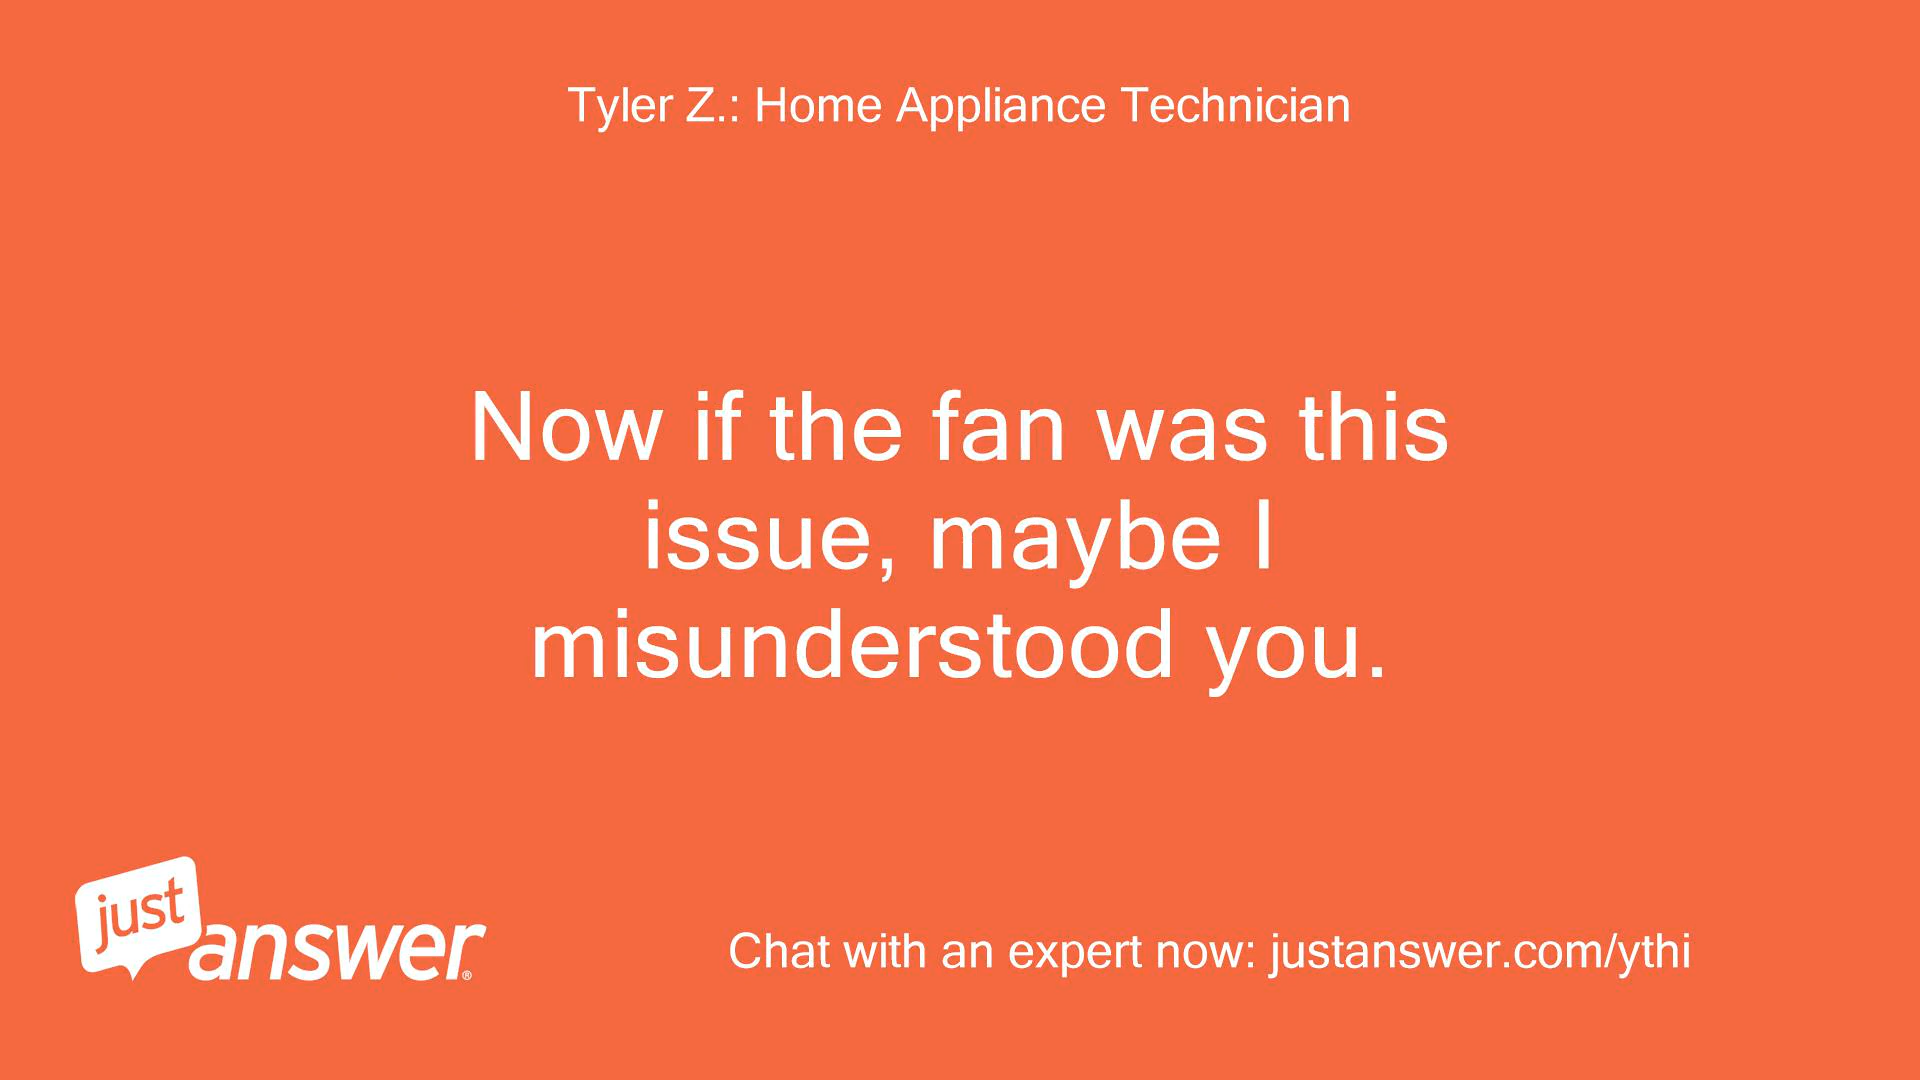 Tyler Z.: Home Appliance Technician
Now if the fan was this
issue, maybe I
misunderstood you.
just
answer®
Chat with an expert now: justanswer.com/ythi